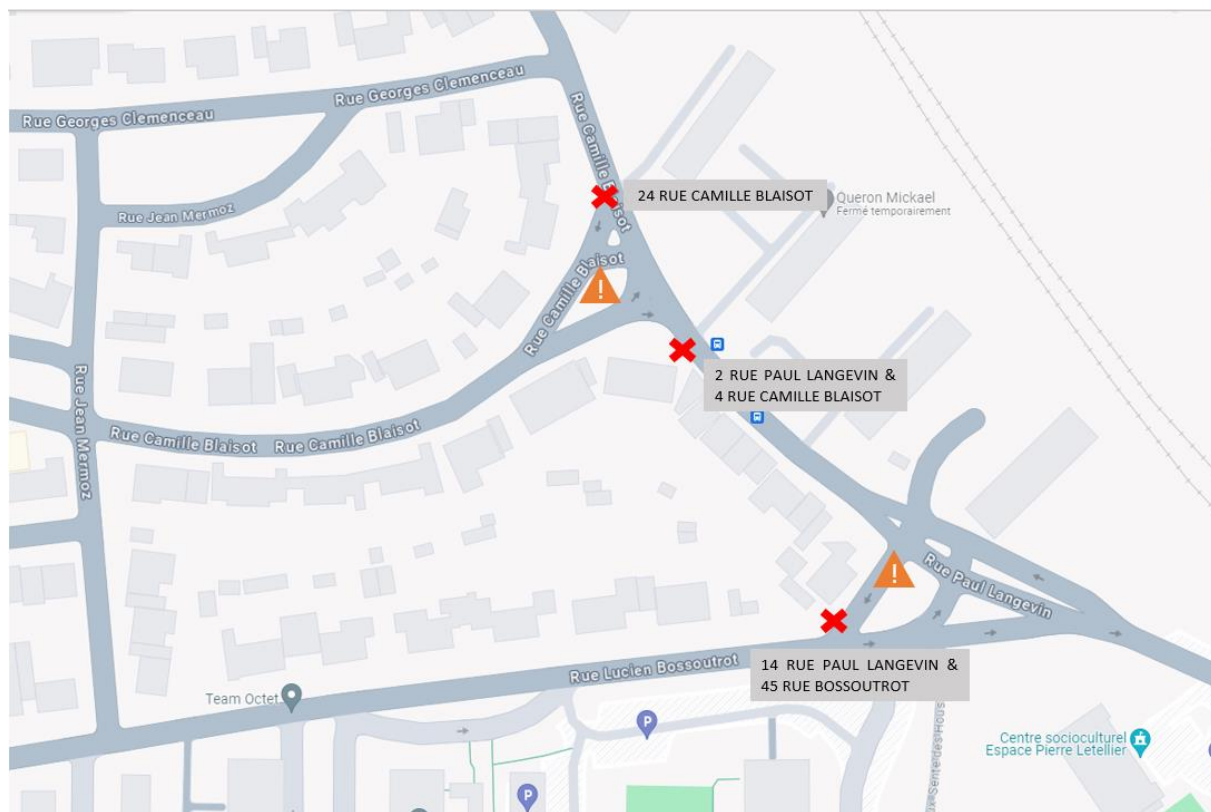 Rue Georges Clemenceau
Rue Georges Clemenceau
Rue Camille Blaisot
24 RUE CAMILLE BLAISOT
Queron Mickael
Fermé temporairement
Rue Jean Mermoz
Rue Camille Blaisot
!
2 RUE PAUL LANGEVIN &
4 RUE CAMILLE BLAISOT
Rue Jean Mermoz
Rue Camille Blaisot
Rue Camille Blaisot
!
Rue Paul Langevin
14 RUE PAUL LANGEVIN &
45 RUE BOSSOUTROT
Rue Lucien Bossoutrot
Team Octet
P
Centre socioculturel
Espace Pierre Letellier
P